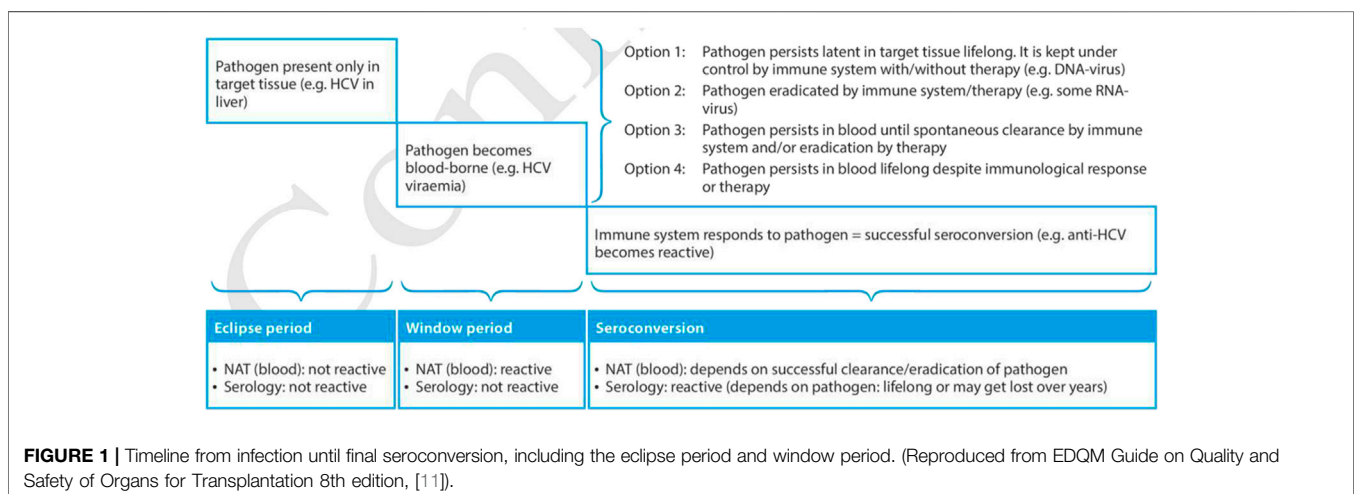 Pathogen present only in
target tissue (e.g. HCV in
liver)
Pathogen becomes
blood-borne (e.g. HCV
viraemia)
Option 1: Pathogen persists latent in target tissue lifelong. It is kept under
control by immune system with/without therapy (e.g. DNA-virus)
Option 2: Pathogen eradicated by immune system/therapy (e.g. some RNA-
virus)
Option 3: Pathogen persists in blood until spontaneous clearance by immune
system and/or eradication by therapy
Option 4: Pathogen persists in blood lifelong despite immunological response
or therapy
Immune system responds to pathogen = successful seroconversion (e.g. anti-HCV
becomes reactive)
Eclipse period
• NAT (blood): not reactive
• Serology: not reactive
Window period
• NAT (blood): reactive
• Serology: not reactive
Seroconversion
• NAT (blood): depends on successful clearance/eradication of pathogen
• Serology: reactive (depends on pathogen: lifelong or may get lost over years)
FIGURE 1 | Timeline from infection until final seroconversion, including the eclipse period and window period. (Reproduced from EDQM Guide on Quality and
Safety of Organs for Transplantation 8th edition, [11]).